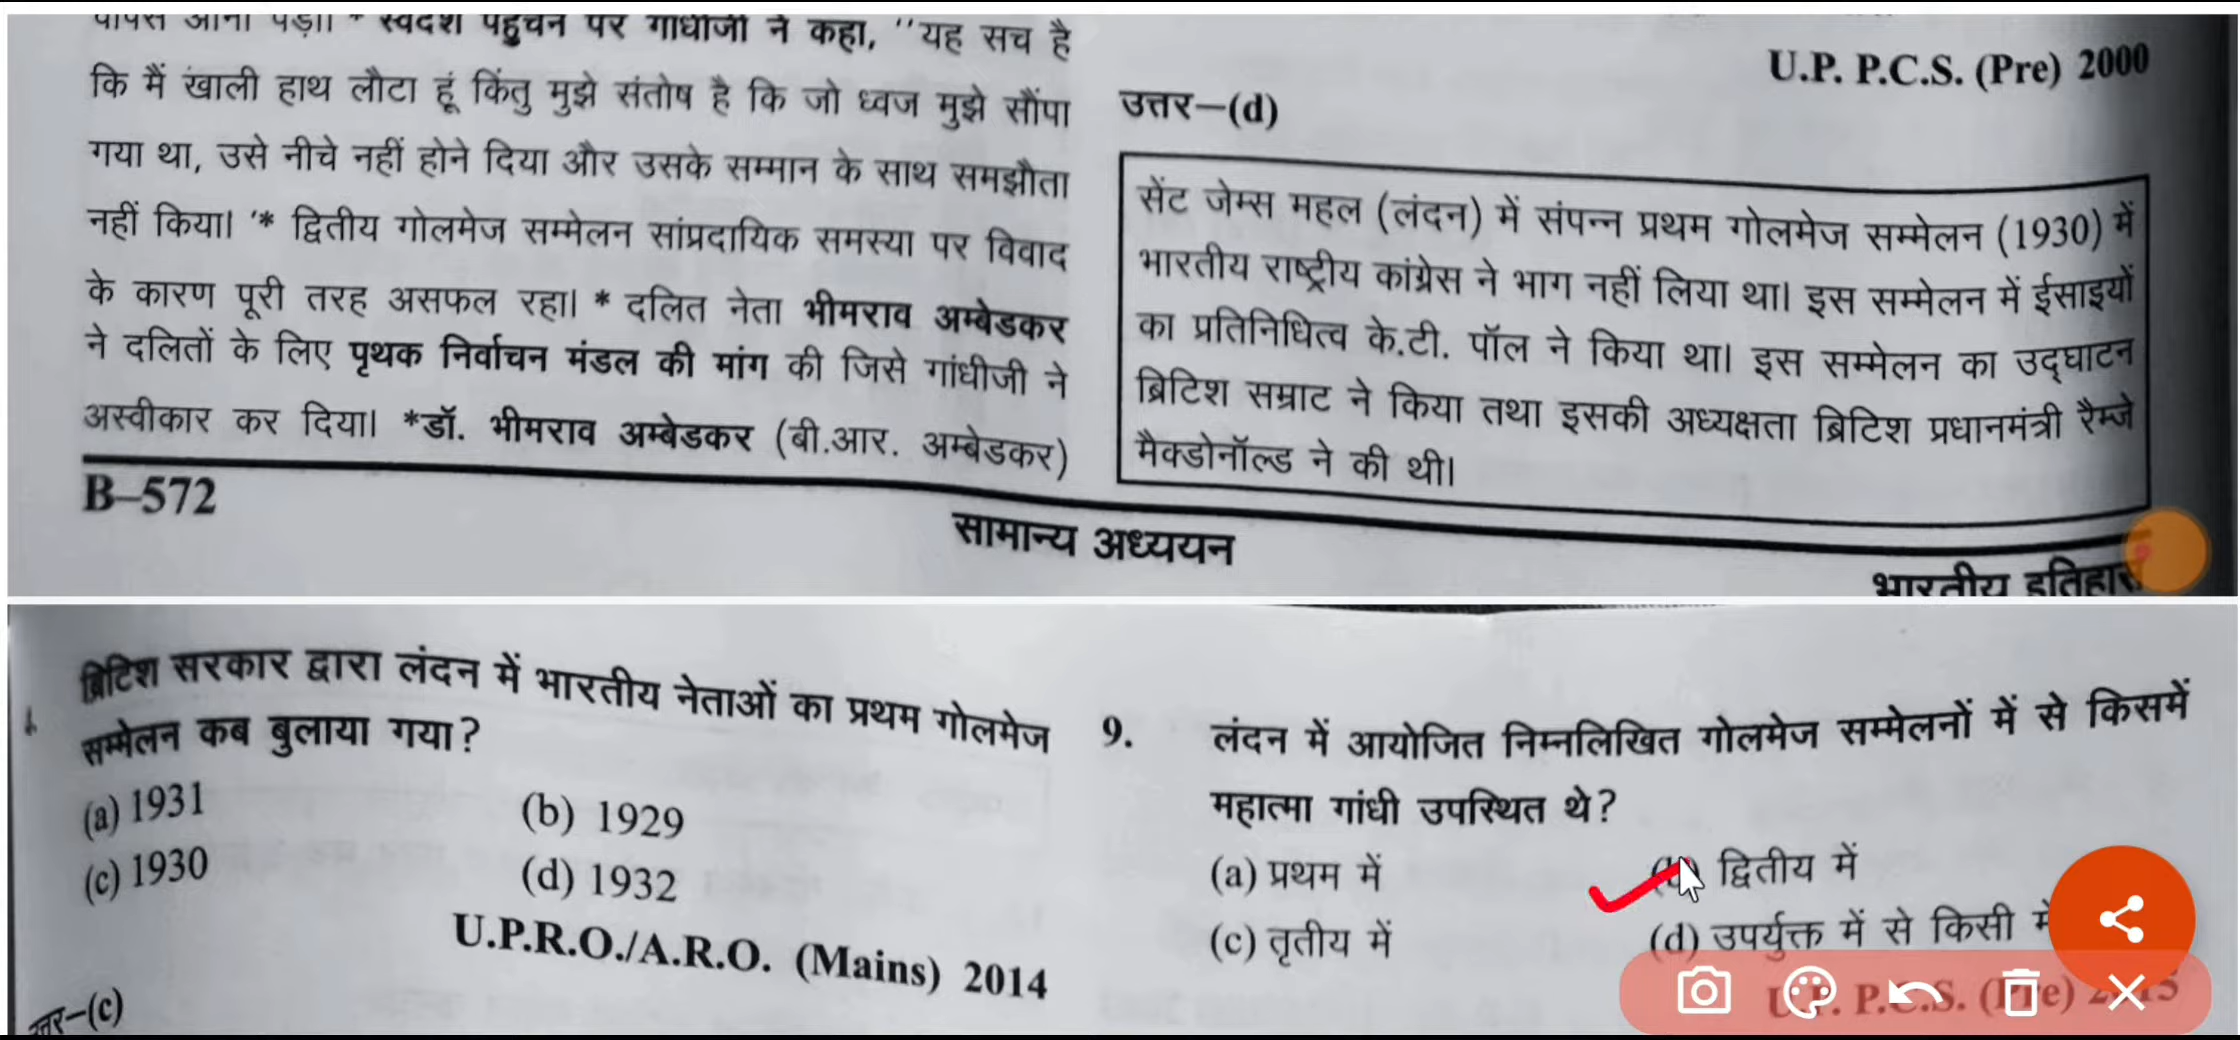 वापस आना पड़ा। * स्वदेश पहुंचने पर गांधीजी ने कहा, ''यह सच है
कि मैं खाली हाथ लौटा हूं किंतु मुझे संतोष है कि जो ध्वज मुझे सौंपा
गया था, उसे नीचे नहीं होने दिया और उसके सम्मान के साथ समझौता
नहीं किया। '* द्वितीय गोलमेज सम्मेलन सांप्रदायिक समस्या पर विवाद
के कारण पूरी तरह असफल रहा। * दलित नेता भीमराव अम्बेडकर
ने दलितों के लिए पृथक निर्वाचन मंडल की मांग की जिसे गांधीजी ने
अस्वीकार कर दिया। *डॉ. भीमराव अम्बेडकर (बी.आर. अम्बेडकर)
U.P. P.C.S. (Pre) 2000
उत्तर–(d)
सेंट जेम्स महल (लंदन) में संपन्न प्रथम गोलमेज सम्मेलन (1930) में
भारतीय राष्ट्रीय कांग्रेस ने भाग नहीं लिया था। इस सम्मेलन में ईसाइयों
का प्रतिनिधित्व के.टी. पॉल ने किया था। इस सम्मेलन का उद्घाटन
ब्रिटिश सम्राट ने किया तथा इसकी अध्यक्षता ब्रिटिश प्रधानमंत्री रैम्जे
मैक्डोनॉल्ड ने की थी।
B–572
सामान्य अध्ययन
भारतीय इतिहास
ब्रिटिश सरकार द्वारा लंदन में भारतीय नेताओं का प्रथम गोलमेज
सम्मेलन कब बुलाया गया?
(a) 1931
(b) 1929
(c) 1930
(d) 1932
U.P.R.O./A.R.O. (Mains) 2014
उत्तर–(c)
9. लंदन में आयोजित निम्नलिखित गोलमेज सम्मेलनों में से किसमें
महात्मा गांधी उपस्थित थे?
(a) प्रथम में
(b) द्वितीय में
(c) तृतीय में
(d) उपर्युक्त में से किसी में
U.P. P.C.S. (Pre)